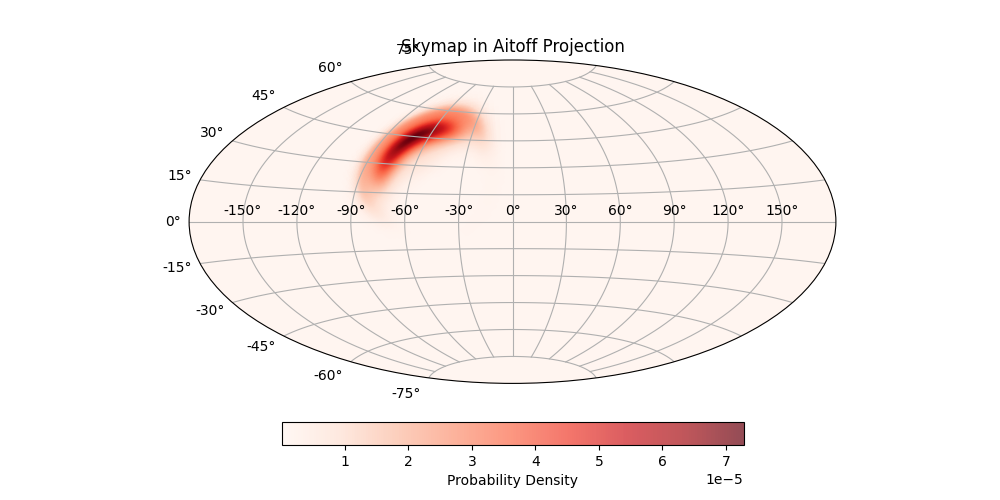 Skymap in Aitoff Projection
75°
60°
45°
30°
15°
-150° -120° -90° -60° -30° 0° 30° 60° 90° 120° 150°
0°
-15°
-30°
-45°
-60°
-75°
1 2 3 4 5 6 7
1e−5
Probability Density